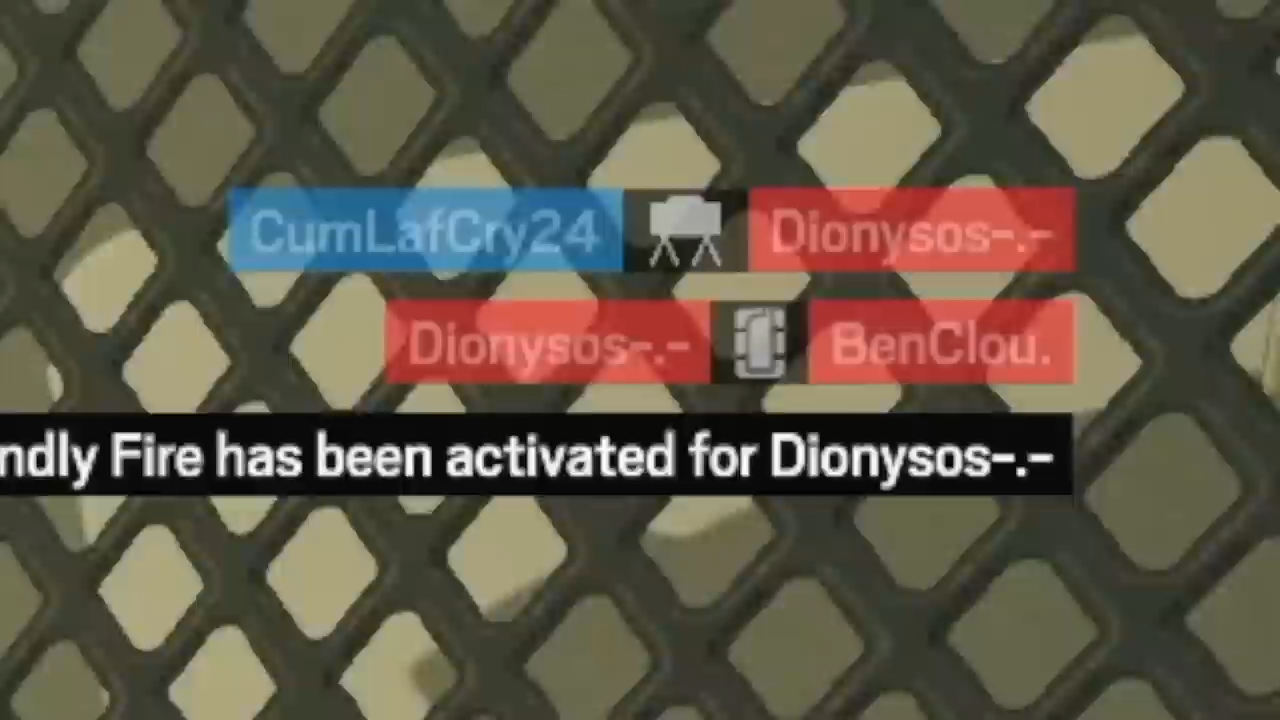 CumLafCry24 Dionysos-.-
Dionysos-.- BenClou.
ndly Fire has been activated for Dionysos-.-